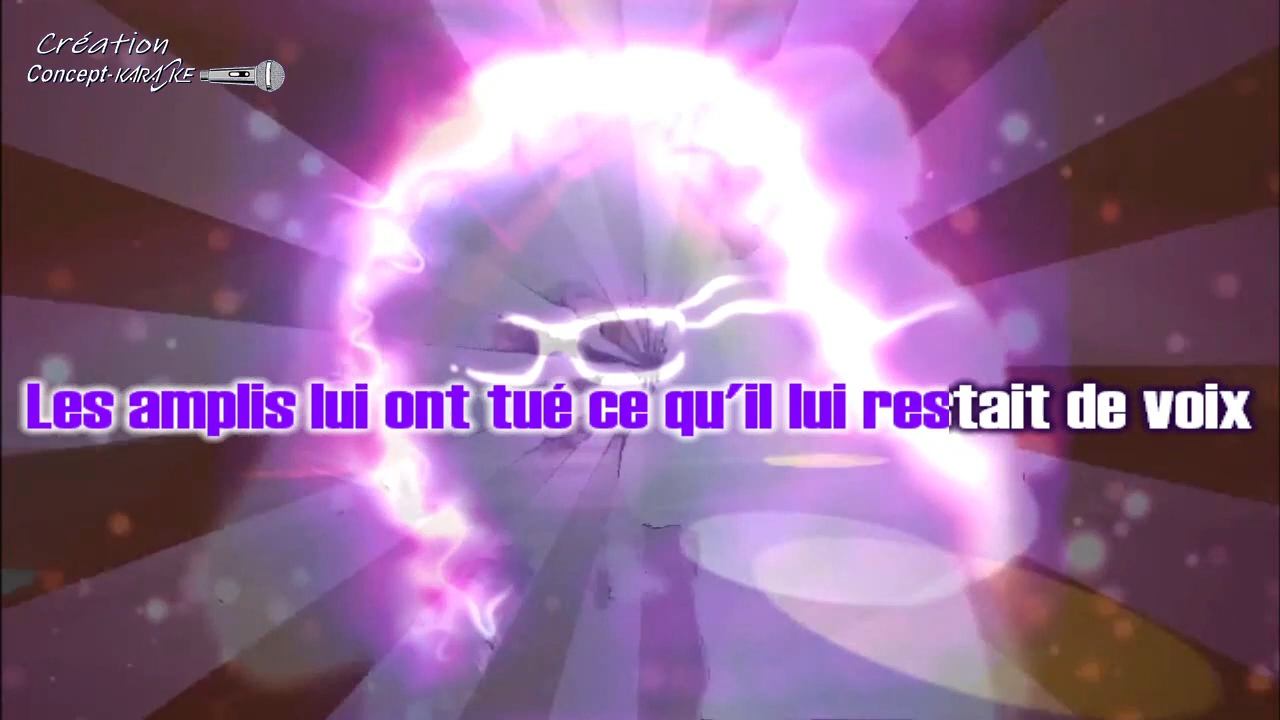 Création
Concept-KARAOKE
Les amplis lui ont tué ce qu'il lui restait de voix